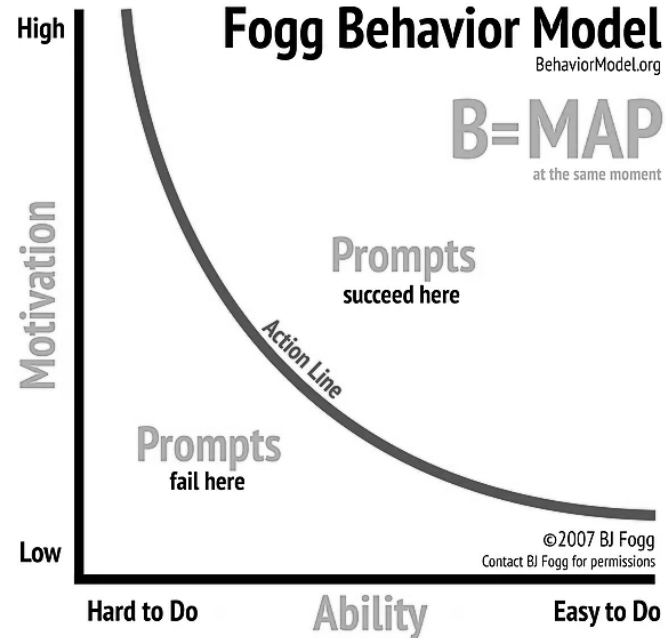 Fogg Behavior Model
BehaviorModel.org
High
B=MAP
at the same moment
Motivation
Prompts
succeed here
Action Line
Prompts
fail here
Low
©2007 BJ Fogg
Contact BJ Fogg for permissions
Hard to Do
Ability
Easy to Do